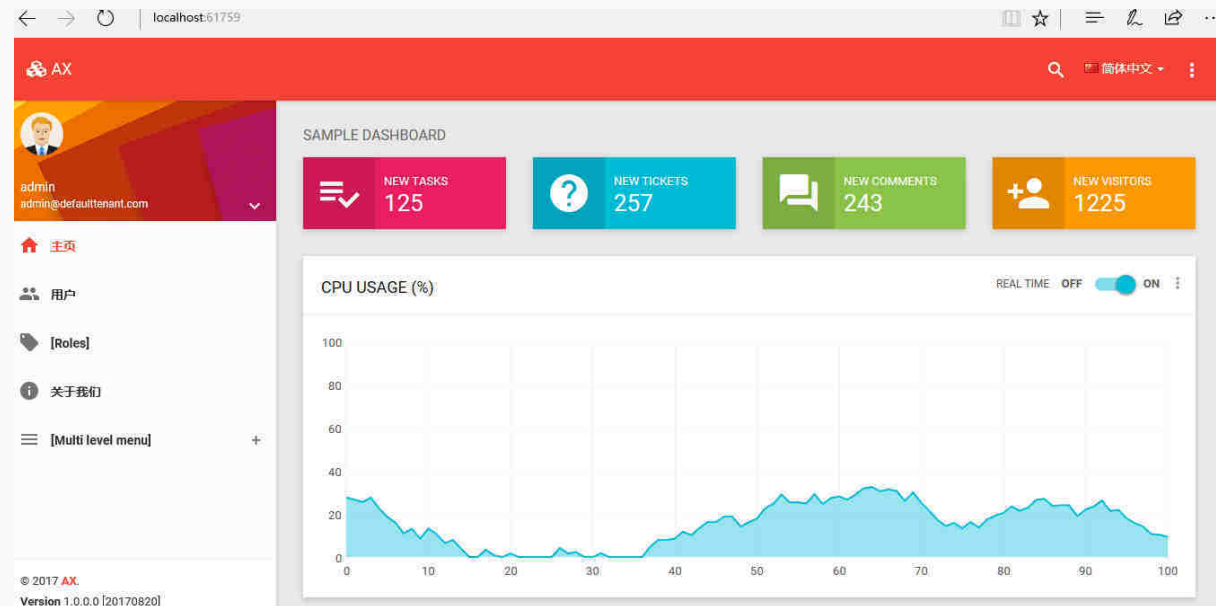 localhost:61759
AX
简体中文
admin
admin@defaulttenant.com
主页
用户
[Roles]
关于我们
[Multi level menu]
+
© 2017 AX.
Version 1.0.0.0 [20170820]
SAMPLE DASHBOARD
NEW TASKS
125
NEW TICKETS
257
NEW COMMENTS
243
NEW VISITORS
1225
CPU USAGE (%)
REAL TIME OFF ON
100
80
60
40
20
0
0 10 20 30 40 50 60 70 80 90 100